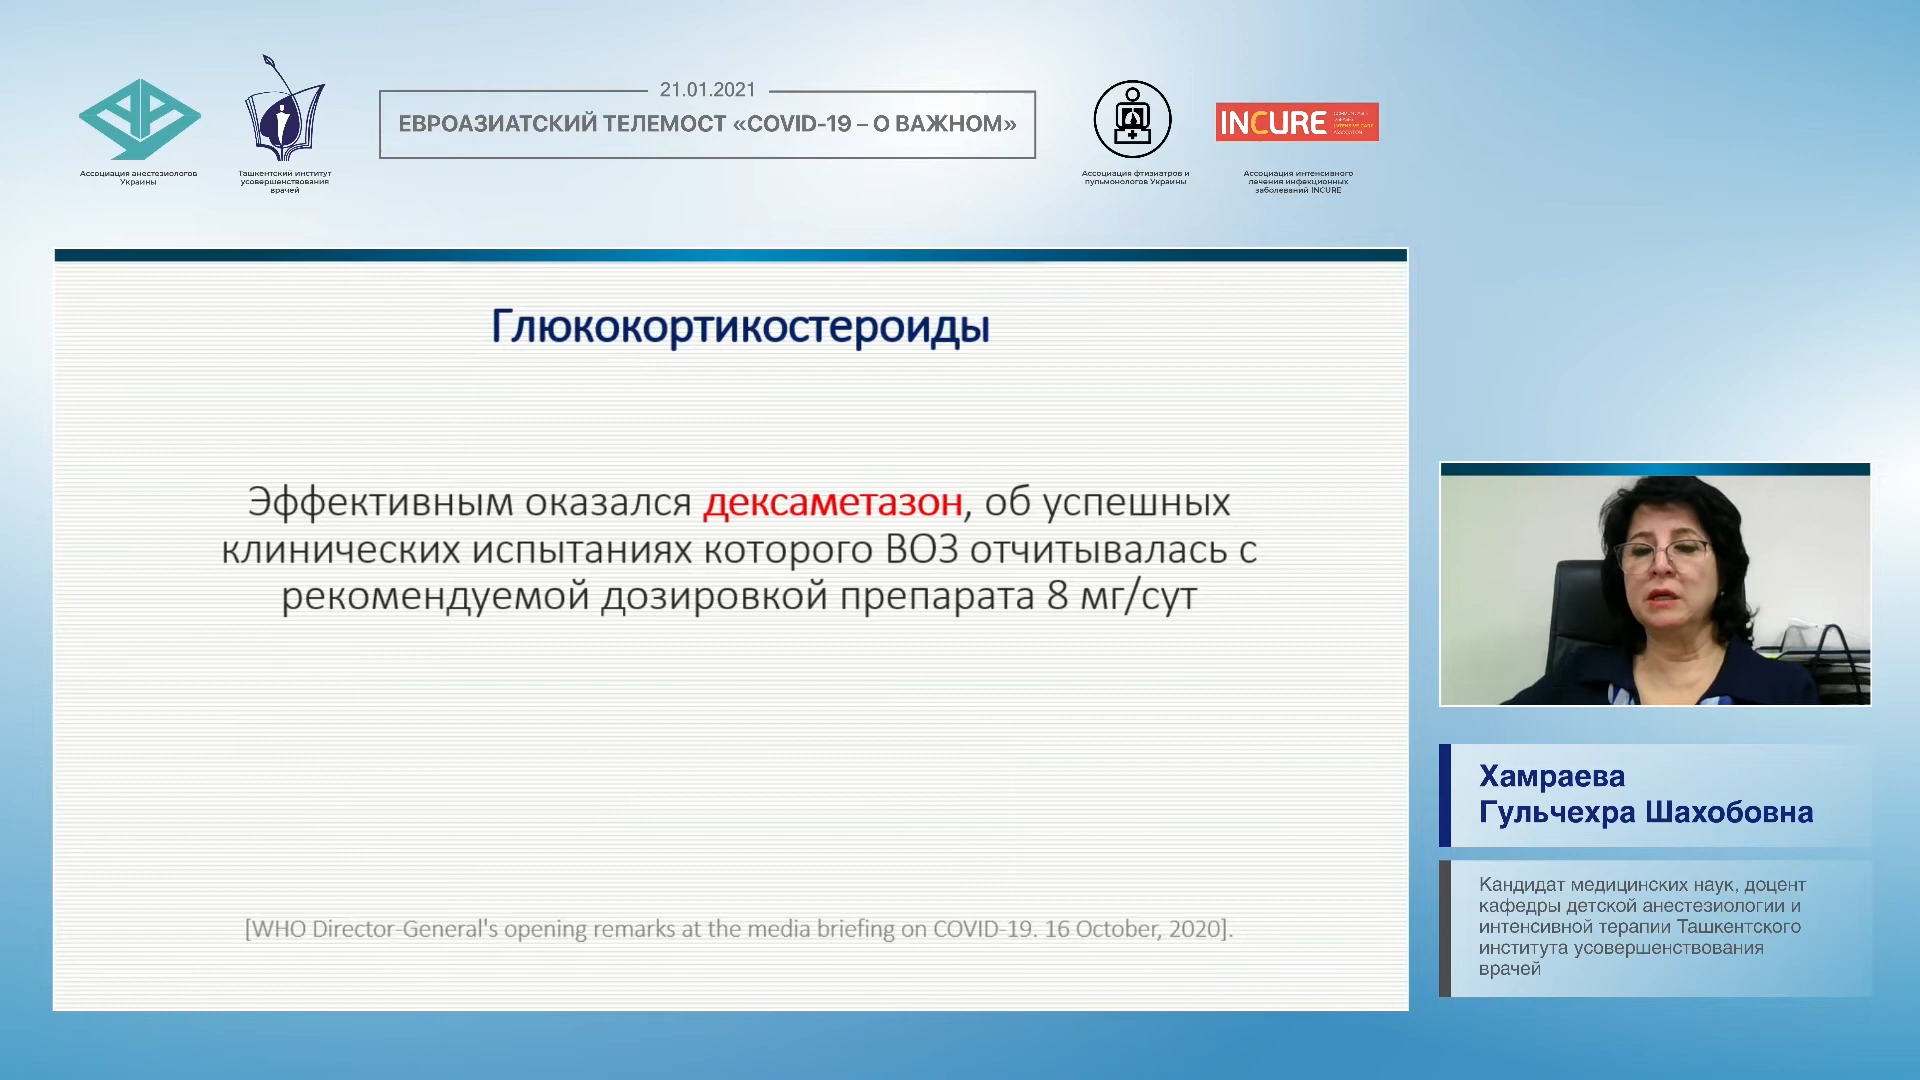 21.01.2021
ЕВРОАЗИАТСКИЙ ТЕЛЕМОСТ «COVID-19 – О ВАЖНОМ»
Ассоциация анестезиологов
Украины
Ташкентский институт
усовершенствования
врачей
Ассоциация фтизиатров и
пульмонологов Украины
INCURE
Ассоциация интенсивного
лечения инфекционных
заболеваний INCURE
Глюкокортикостероиды
Эффективным оказался дексаметазон, об успешных
клинических испытаниях которого ВОЗ отчитывалась с
рекомендуемой дозировкой препарата 8 мг/сут
[WHO Director-General's opening remarks at the media briefing on COVID-19. 16 October, 2020].
Хамраева
Гульчехра Шахобовна
Кандидат медицинских наук, доцент
кафедры детской анестезиологии и
интенсивной терапии Ташкентского
института усовершенствования
врачей